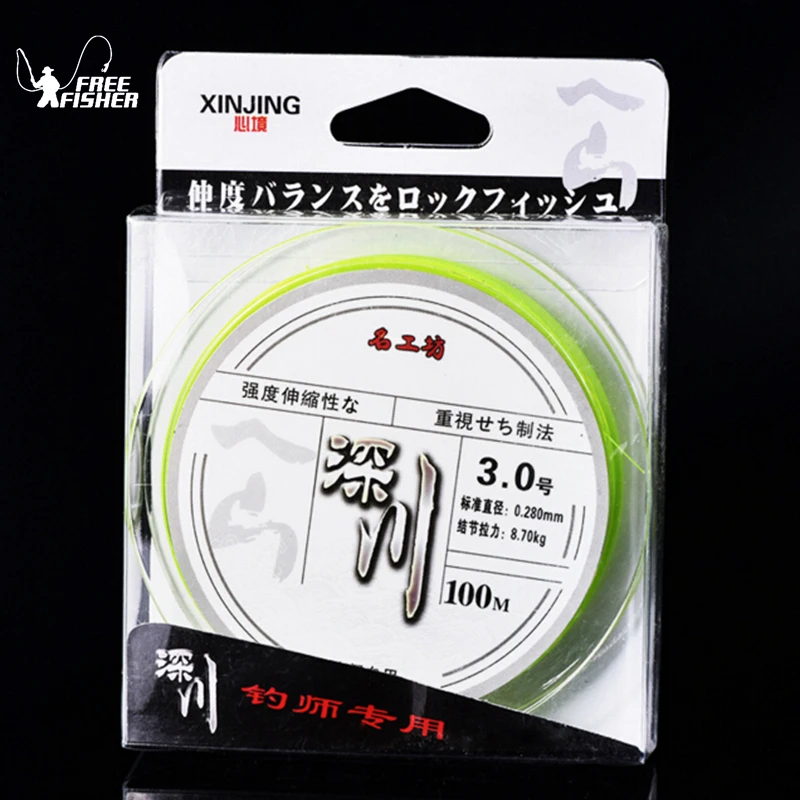 FREE
FISHER
XINJING
心境
伸度バランスをロックフィッシュ
名工坊
强度伸縮性な
重視せち制法
深川
3.0号
标准直径：0.280mm
结节拉力：8.70kg
100M
深川
钓师专用